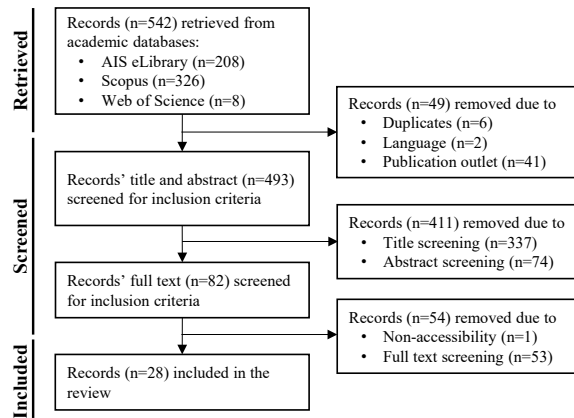 Retrieved
Records (n=542) retrieved from
academic databases:
• AIS eLibrary (n=208)
• Scopus (n=326)
• Web of Science (n=8)
Records (n=49) removed due to
• Duplicates (n=6)
• Language (n=2)
• Publication outlet (n=41)
Screened
Records’ title and abstract (n=493)
screened for inclusion criteria
Records (n=411) removed due to
• Title screening (n=337)
• Abstract screening (n=74)
Records’ full text (n=82) screened
for inclusion criteria
Records (n=54) removed due to
• Non-accessibility (n=1)
• Full text screening (n=53)
Included
Records (n=28) included in the
review